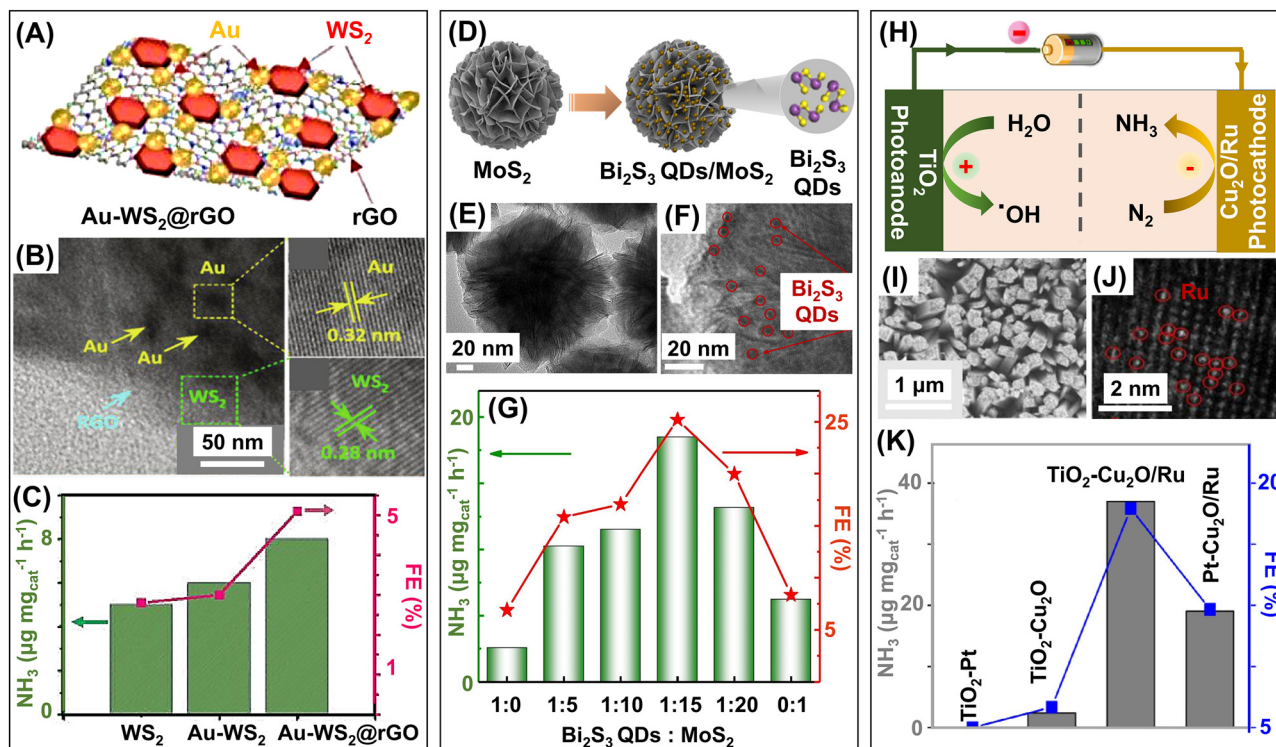 (A)
Au
WS2
Au-WS2@rGO
rGO
(B)
Au
Au
Au
RGO
WS2
50 nm
Au
0.32 nm
WS2
0.28 nm
(C)
8
0
NH3 (µg mgcat-1 h-1)
5
1
FE (%)
WS2
Au-WS2
Au-WS2@rGO
(D)
MoS2
Bi2S3 QDs/MoS2
Bi2S3
QDs
(E)
20 nm
(F)
Bi2S3
QDs
20 nm
(G)
20
0
NH3 (µg mgcat-1 h-1)
25
5
FE (%)
1:0
1:5
1:10
1:15
1:20
0:1
Bi2S3 QDs : MoS2
(H)
-
TiO2
Photoanode
H2O
+
·OH
NH3
-
N2
Cu2O/Ru
Photocathode
(I)
1 µm
(J)
Ru
2 nm
(K)
40
20
0
NH3 (µg mgcat-1 h-1)
TiO2-Pt
TiO2-Cu2O
TiO2-Cu2O/Ru
Pt-Cu2O/Ru
20
5
FE (%)